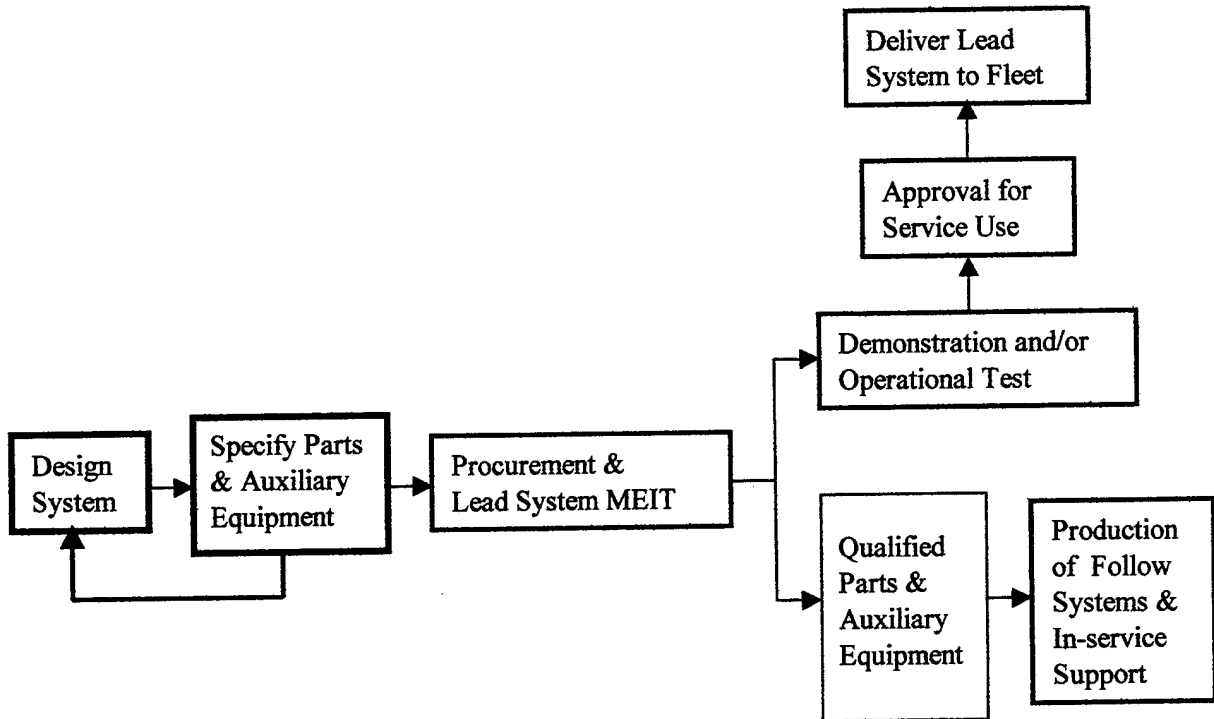 Deliver Lead
System to Fleet
Approval for
Service Use
Demonstration and/or
Operational Test
Design
System
Specify Parts
& Auxiliary
Equipment
Procurement &
Lead System MEIT
Qualified
Parts &
Auxiliary
Equipment
Production
of Follow
Systems &
In-service
Support